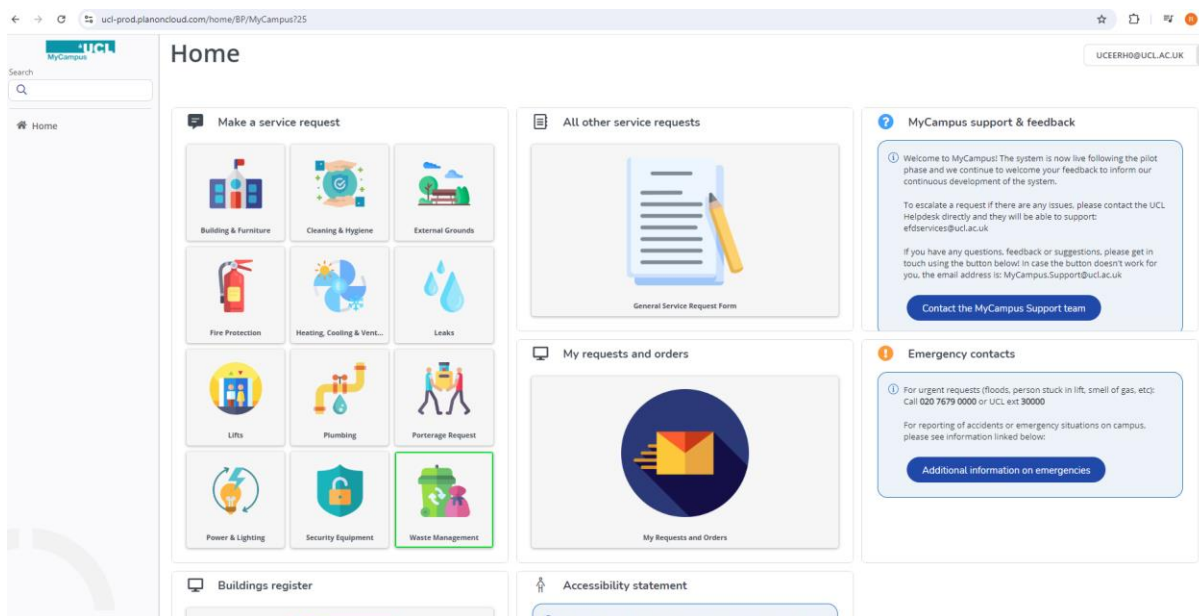 ucl-prod.planoncloud.com/home/BP/MyCampus?25
UCL
MyCampus
Search
Home
Home
UCEERH0@UCL.AC.UK
Make a service request
Building & Furniture
Cleaning & Hygiene
External Grounds
Fire Protection
Heating, Cooling & Vent...
Leaks
Lifts
Plumbing
Porterage Request
Power & Lighting
Security Equipment
Waste Management
All other service requests
General Service Request Form
My requests and orders
My Requests and Orders
MyCampus support & feedback
Welcome to MyCampus! The system is now live following the pilot
phase and we continue to welcome your feedback to inform our
continuous development of the system.
To escalate a request if there are any issues, please contact the UCL
Helpdesk directly and they will be able to support:
efdservices@ucl.ac.uk
If you have any questions, feedback or suggestions, please get in
touch using the button below! In case the button doesn't work for
you, the email address is: MyCampus.Support@ucl.ac.uk
Contact the MyCampus Support team
Emergency contacts
For urgent requests (floods, person stuck in lift, smell of gas, etc):
Call 020 7679 0000 or UCL ext 30000
For reporting of accidents or emergency situations on campus,
please see information linked below:
Additional information on emergencies
Buildings register
Accessibility statement